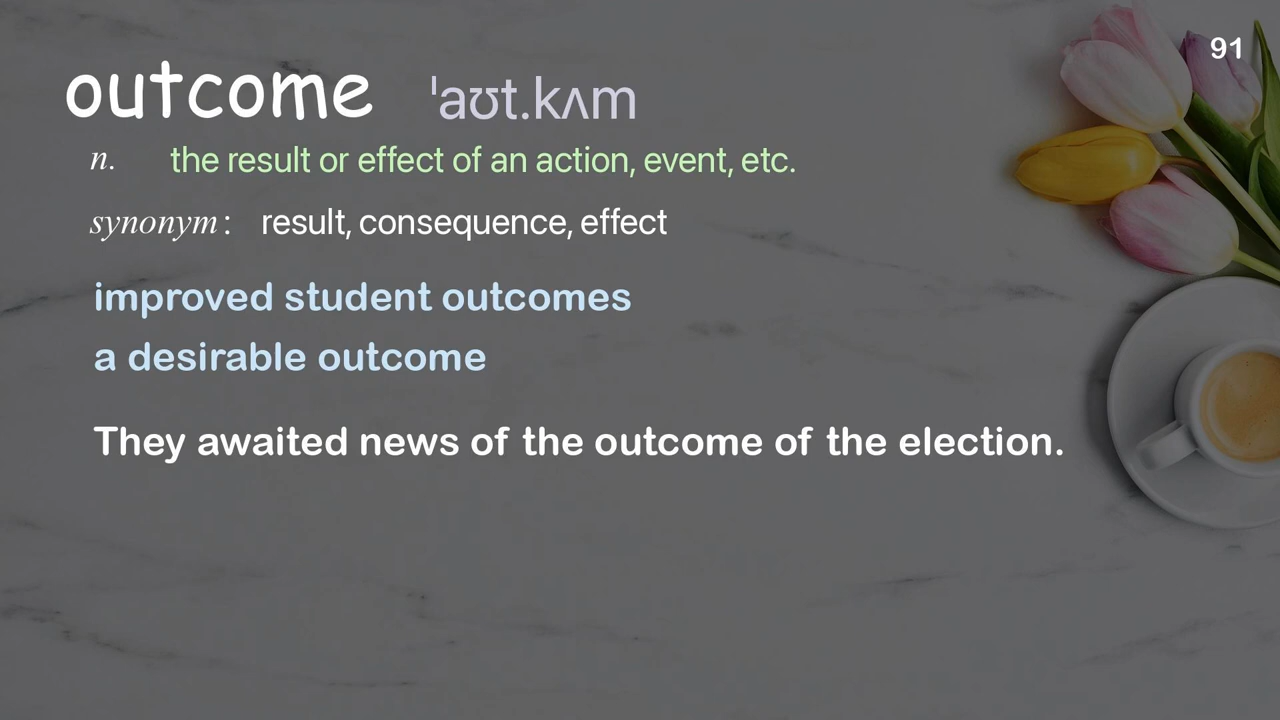 91
outcome ˈaʊt.kʌm
n. the result or effect of an action, event, etc.
synonym: result, consequence, effect
improved student outcomes
a desirable outcome
They awaited news of the outcome of the election.